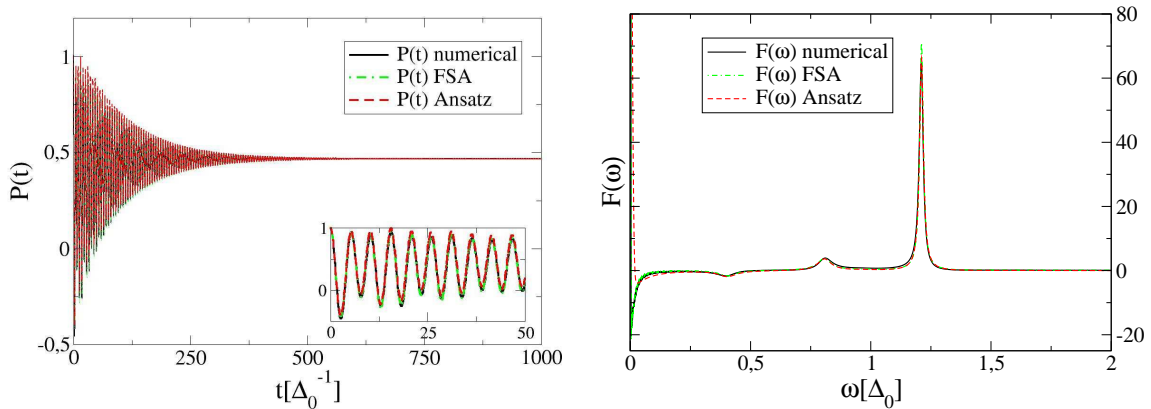 P(t)
1
0,5
0
-0,5
P(t) numerical
P(t) FSA
P(t) Ansatz
1
0
0 25 50
0 250 500 750 1000
t[Δ₀⁻¹]
F(ω)
F(ω) numerical
F(ω) FSA
F(ω) Ansatz
80
60
40
20
0
-20
0 0,5 1 1,5 2
ω[Δ₀]